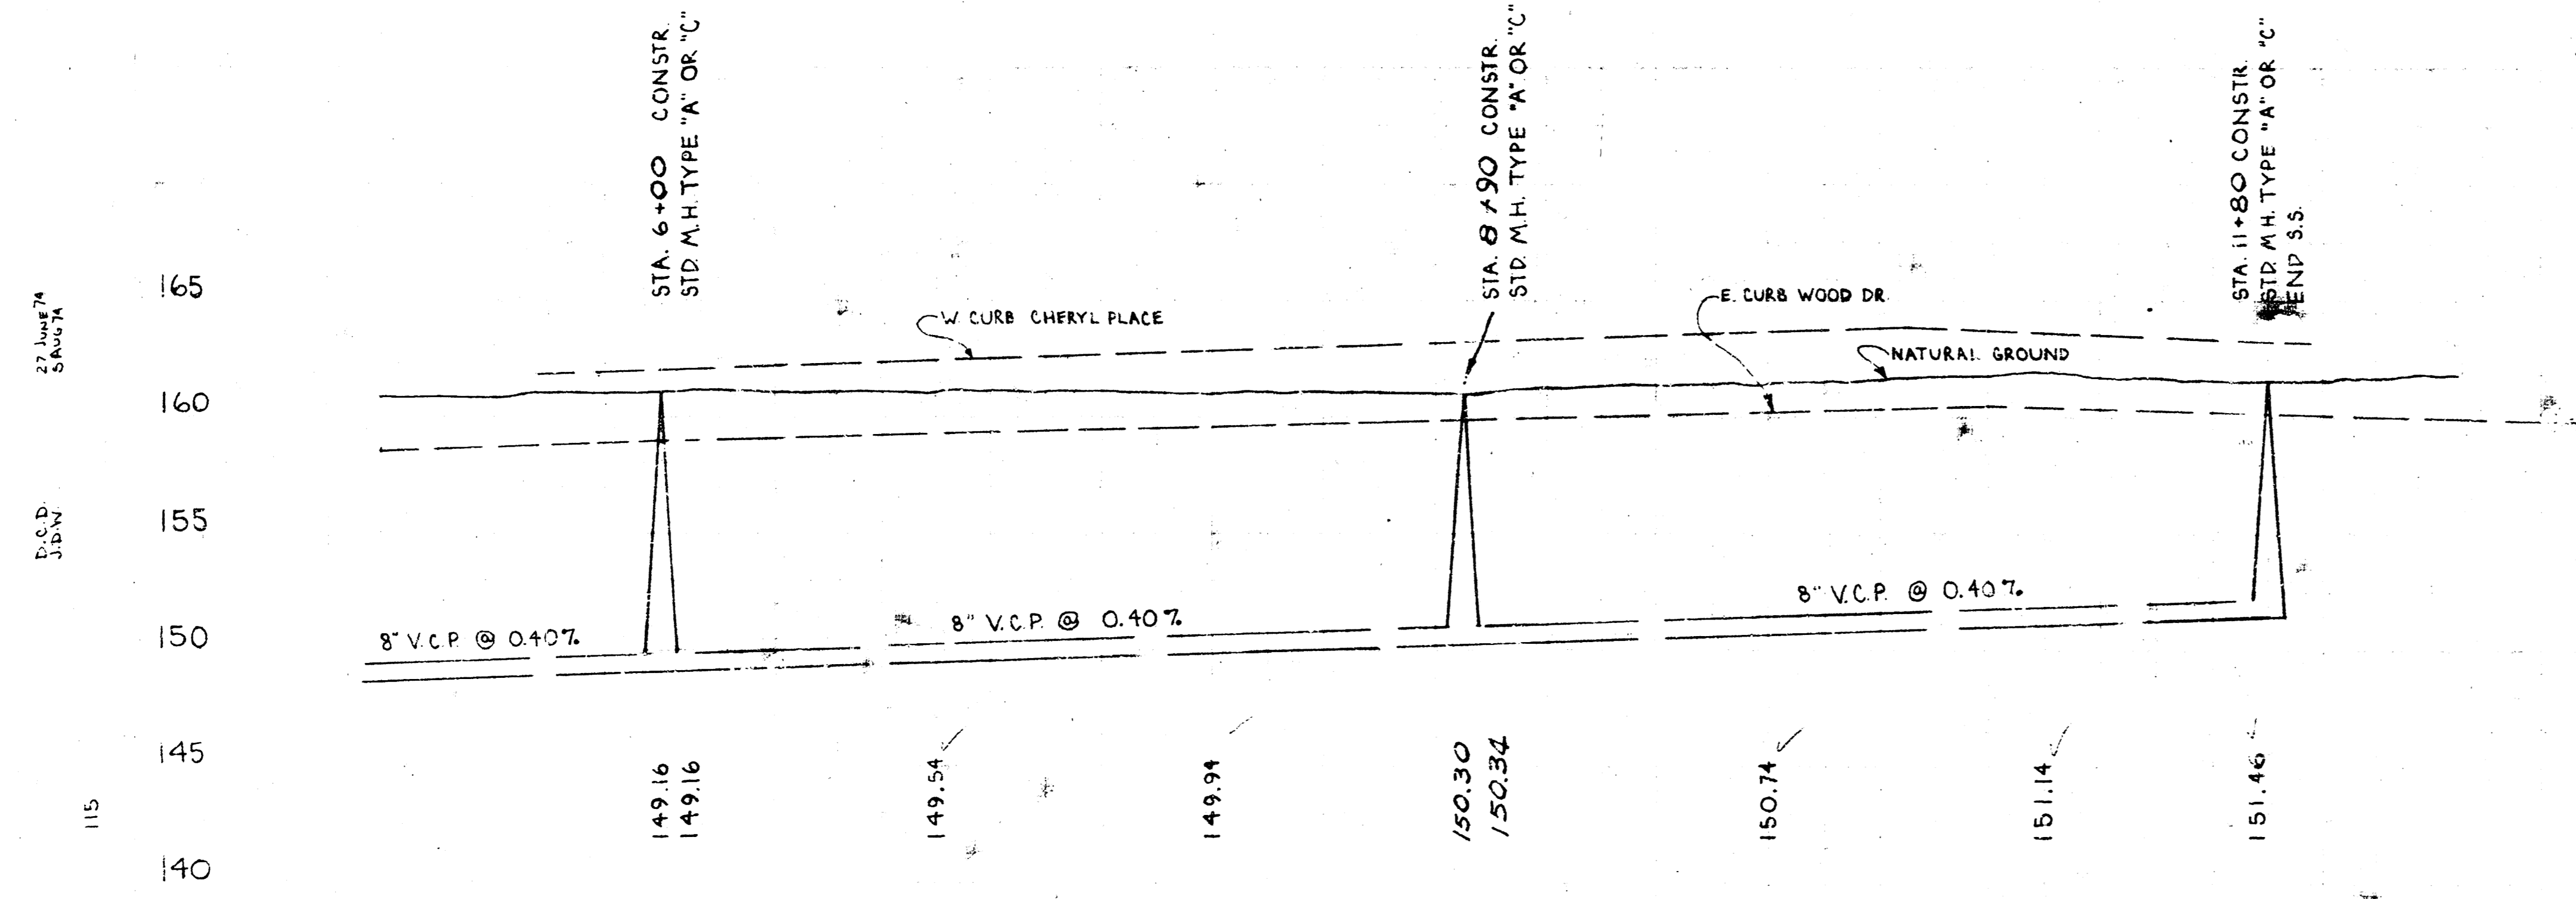 STA. 6+00 CONSTR.
STD. M.H. TYPE "A" OR "C"
STA. 8+90 CONSTR.
STD. M.H. TYPE "A" OR "C"
STA. 11+80 CONSTR.
STD. M.H. TYPE "A" OR "C"
END S.S.
27 JUNE 74
5 AUG 74
D.C.D.
J.D.W.
115
165
160
155
150
145
140
W. CURB CHERYL PLACE
E. CURB WOOD DR.
NATURAL GROUND
8" V.C.P. @ 0.40%
8" V.C.P. @ 0.40%
8" V.C.P. @ 0.40%
149.16
149.16
149.54
149.94
150.30
150.34
150.74
151.14
151.46